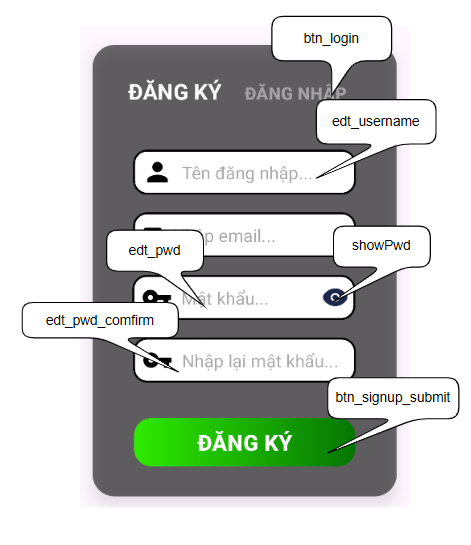 btn_login
ĐĂNG KÝ
ĐĂNG NHẬP
edt_username
Tên đăng nhập...
email...
edt_pwd
showPwd
Mật khẩu...
edt_pwd_comfirm
Nhập lại mật khẩu...
btn_signup_submit
ĐĂNG KÝ